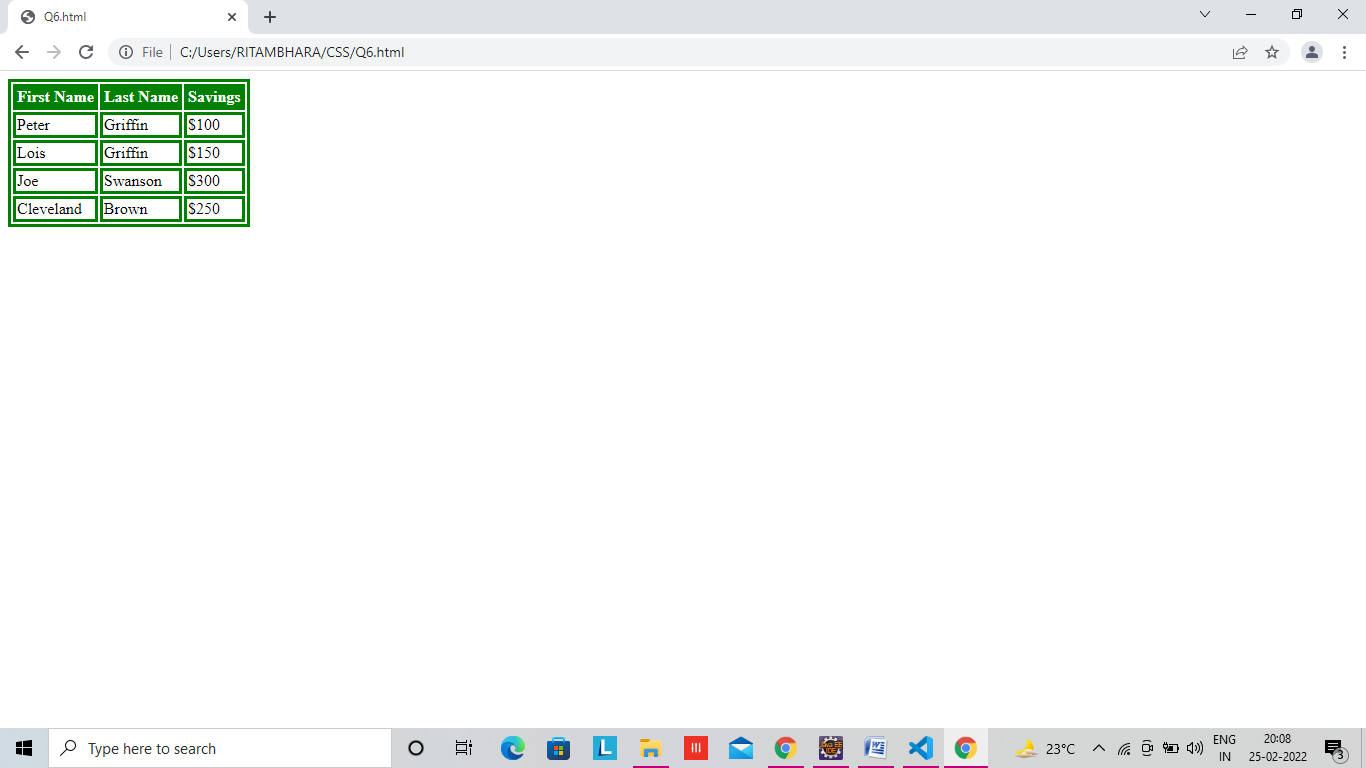 Q6.html
File C:/Users/RITAMBHARA/CSS/Q6.html
First Name Last Name Savings
Peter Griffin $100
Lois Griffin $150
Joe Swanson $300
Cleveland Brown $250
Type here to search
L
23°C
ENG
IN
20:08
25-02-2022
3